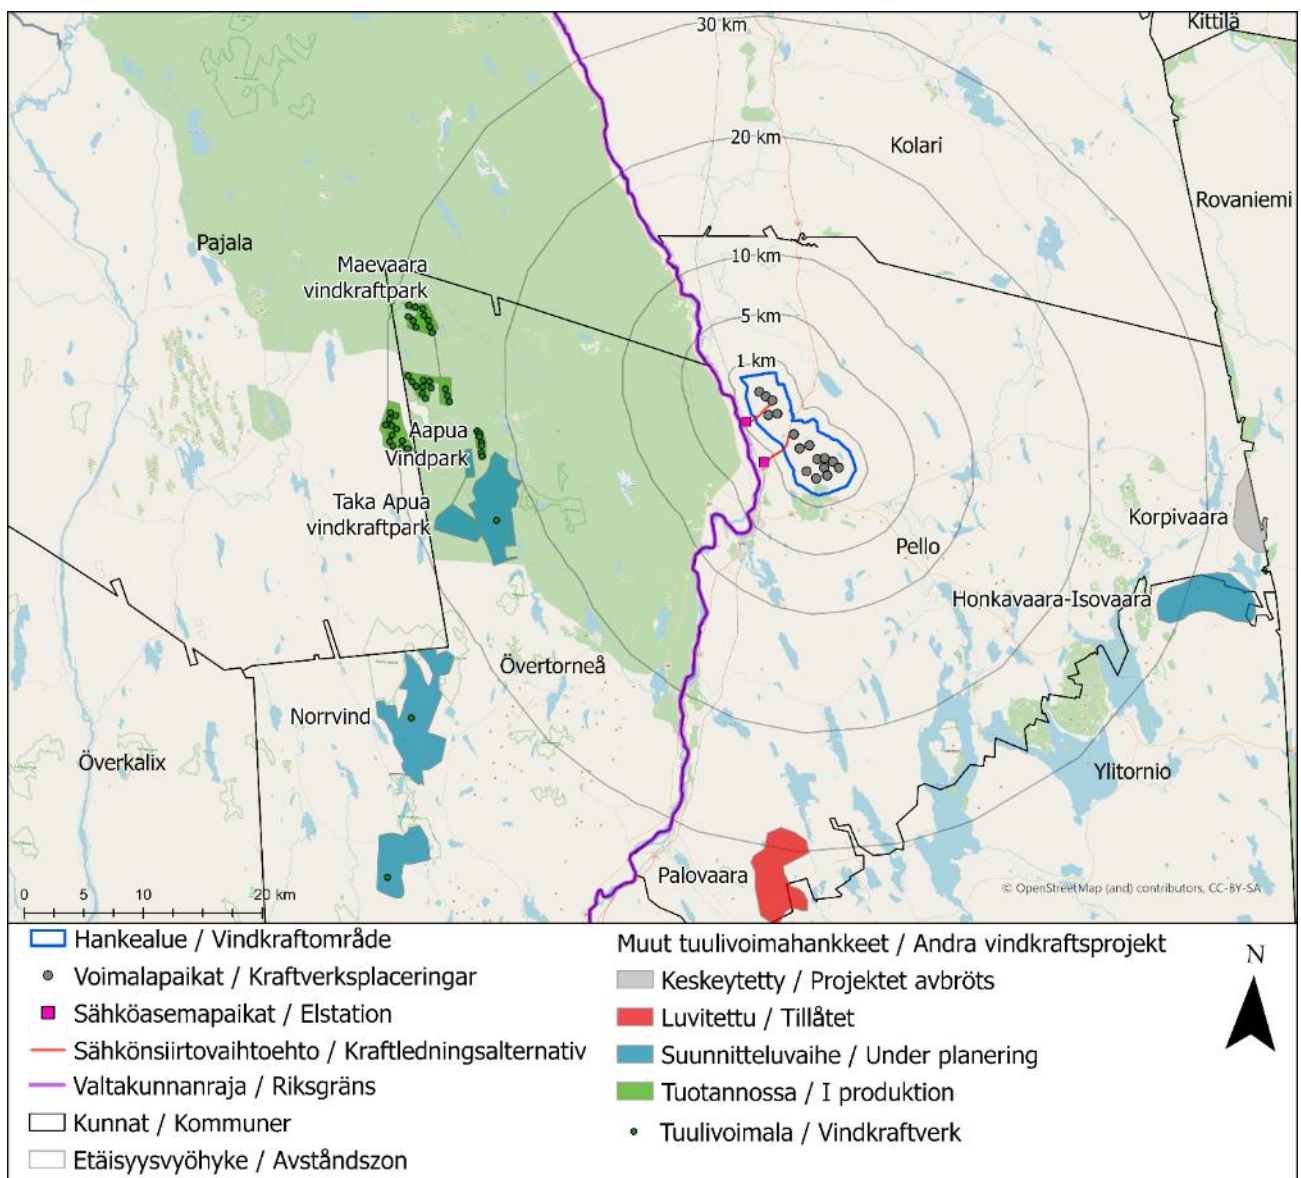 30 km
Kittilä
20 km
Kolari
Rovaniemi
Pajala
10 km
Maevaara
vindkraftpark
5 km
1 km
Aapua
Vindpark
Taka Apua
vindkraftpark
Korpivaara
Pello
Honkavaara-Isovaara
Övertorneå
Norrvind
Överkalix
Ylitornio
Palovaara
0 5 10 20 km
© OpenStreetMap (and) contributors, CC-BY-SA
Hankealue / Vindkraftområde
Voimalapaikat / Kraftverksplaceringar
Sähköasemapaikat / Elstation
Sähkönsiirtovaihtoehto / Kraftledningsalternativ
Valtakunnanraja / Riksgräns
Kunnat / Kommuner
Etäisyysvyöhyke / Avståndszon
Muut tuulivoimahankkeet / Andra vindkraftsprojekt
Keskeytetty / Projektet avbröts
Luvitettu / Tillåtet
Suunnitteluvaihe / Under planering
Tuotannossa / I produktion
Tuulivoimala / Vindkraftverk
N